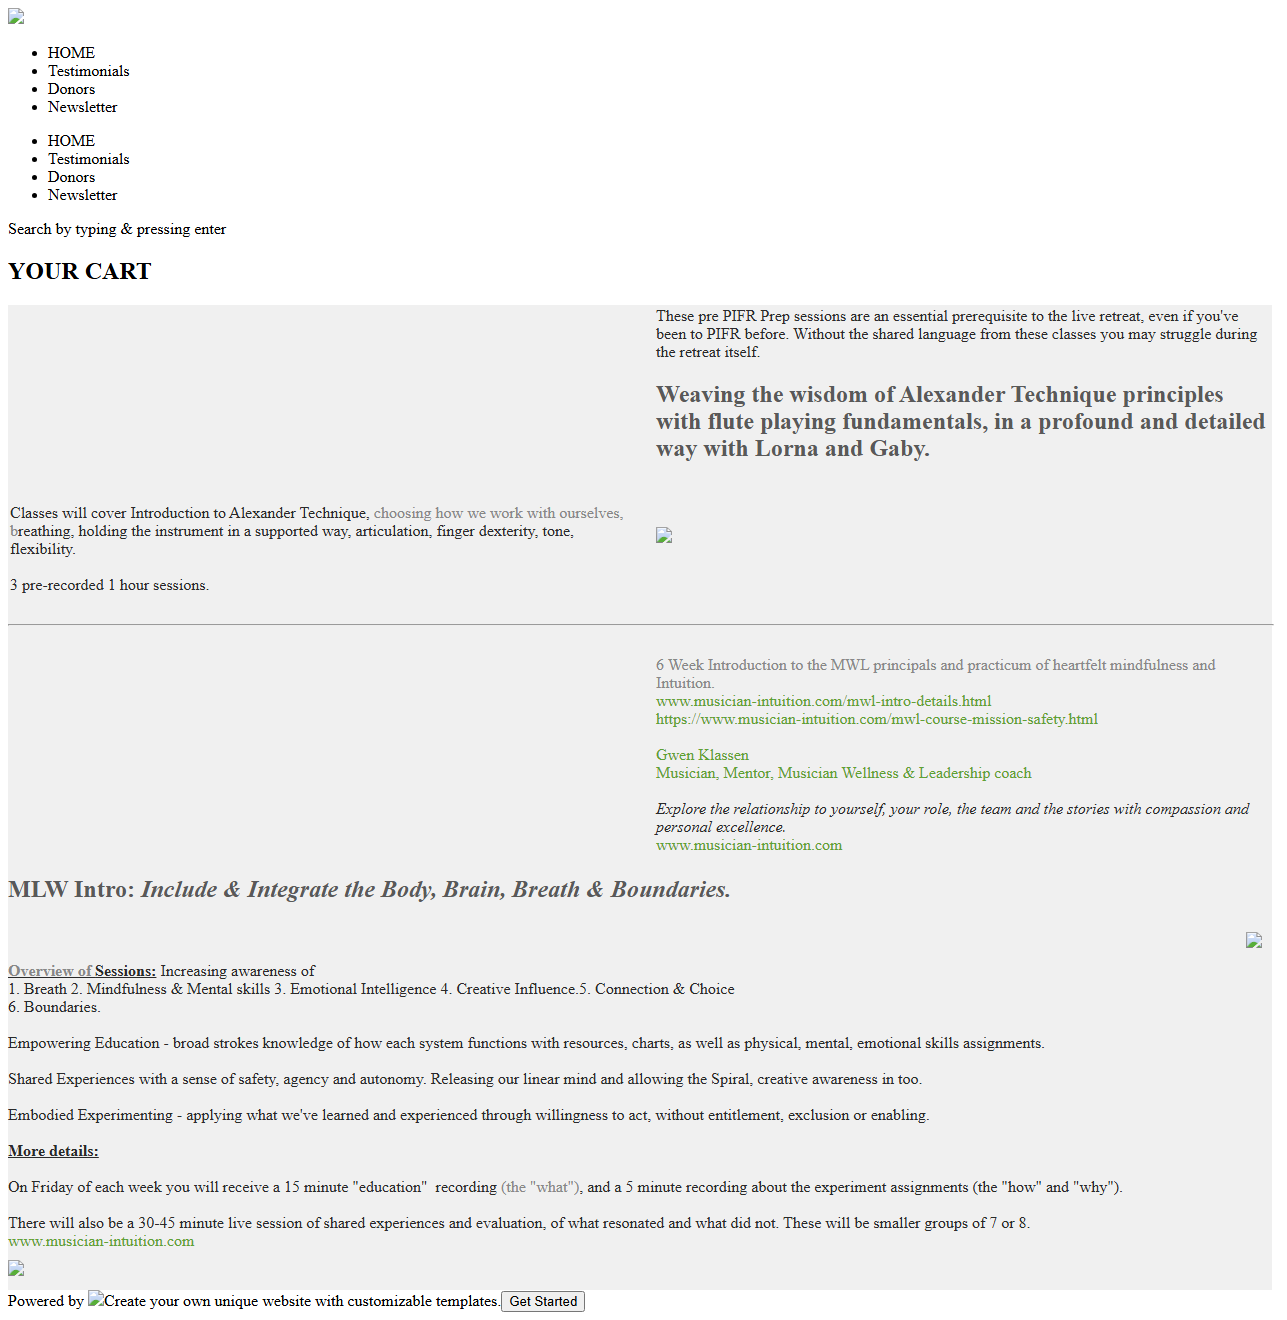 HOME
Testimonials
Donors
Newsletter
HOME
Testimonials
Donors
Newsletter
Search by typing & pressing enter
YOUR CART
These pre PIFR Prep sessions are an essential prerequisite to the live retreat, even if you've
been to PIFR before. Without the shared language from these classes you may struggle during
the retreat itself.
Weaving the wisdom of Alexander Technique principles
with flute playing fundamentals, in a profound and detailed
way with Lorna and Gaby.
Classes will cover Introduction to Alexander Technique, choosing how we work with ourselves,
breathing, holding the instrument in a supported way, articulation, finger dexterity, tone,
flexibility.
3 pre-recorded 1 hour sessions.
6 Week Introduction to the MWL principals and practicum of heartfelt mindfulness and
Intuition.
www.musician-intuition.com/mwl-intro-details.html
https://www.musician-intuition.com/mwl-course-mission-safety.html
Gwen Klassen
Musician, Mentor, Musician Wellness & Leadership coach
Explore the relationship to yourself, your role, the team and the stories with compassion and
personal excellence.
www.musician-intuition.com
MLW Intro: Include & Integrate the Body, Brain, Breath & Boundaries.
Overview of Sessions: Increasing awareness of
1. Breath 2. Mindfulness & Mental skills 3. Emotional Intelligence 4. Creative Influence.5. Connection & Choice
6. Boundaries.
Empowering Education - broad strokes knowledge of how each system functions with resources, charts, as well as physical, mental, emotional skills assignments.
Shared Experiences with a sense of safety, agency and autonomy. Releasing our linear mind and allowing the Spiral, creative awareness in too.
Embodied Experimenting - applying what we've learned and experienced through willingness to act, without entitlement, exclusion or enabling.
More details:
On Friday of each week you will receive a 15 minute "education"  recording (the "what"), and a 5 minute recording about the experiment assignments (the "how" and "why").
There will also be a 30-45 minute live session of shared experiences and evaluation, of what resonated and what did not. These will be smaller groups of 7 or 8.
www.musician-intuition.com
Powered by Create your own unique website with customizable templates. Get Started